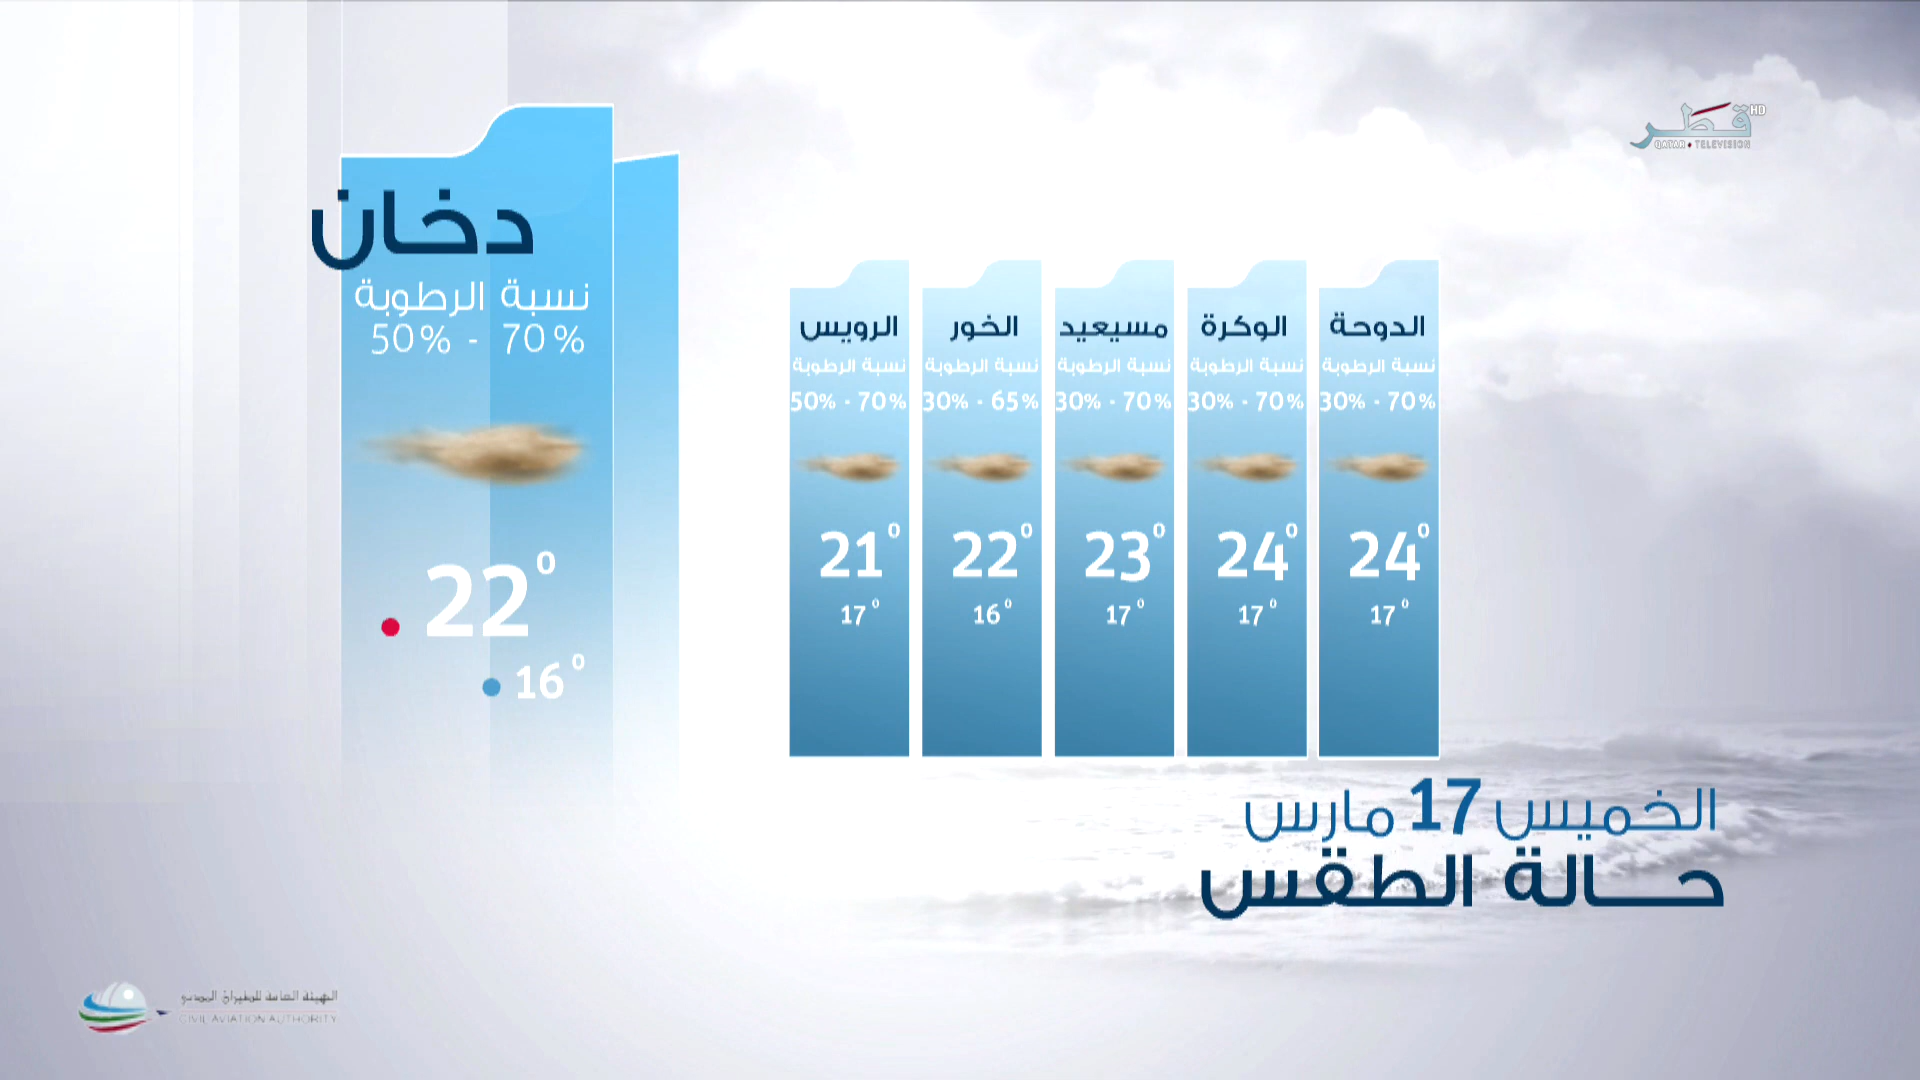 قطر HD
QATAR TELEVISION
دخان
نسبة الرطوبة
50% - 70%
22°
16°
الدوحة
نسبة الرطوبة
30% - 70%
24°
17°
الوكرة
نسبة الرطوبة
30% - 70%
24°
17°
مسيعيد
نسبة الرطوبة
30% - 70%
23°
17°
الخور
نسبة الرطوبة
30% - 65%
22°
16°
الرويس
نسبة الرطوبة
50% - 70%
21°
17°
الخميس 17 مارس
حالة الطقس
الهيئة العامة للطيران المدني
CIVIL AVIATION AUTHORITY